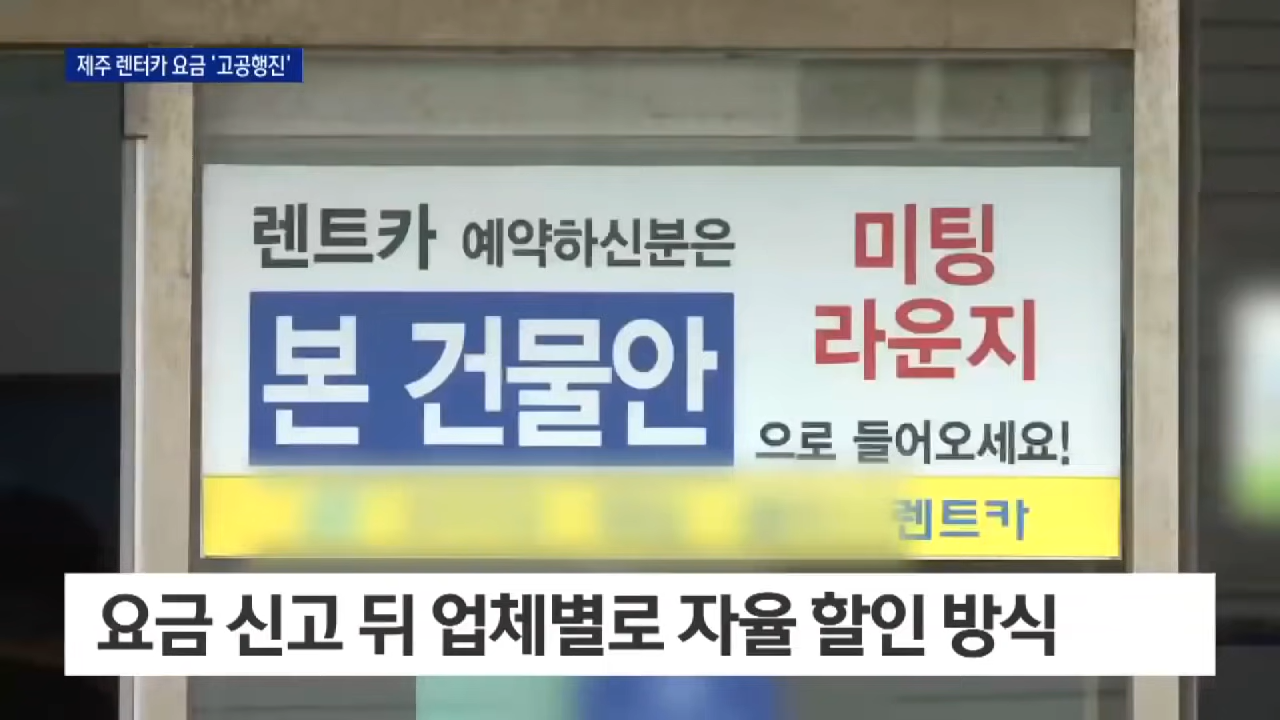 제주 렌터카 요금 '고공행진'
렌트카 예약하신분은
본 건물안
미팅
라운지
으로 들어오세요!
렌트카
요금 신고 뒤 업체별로 자율 할인 방식